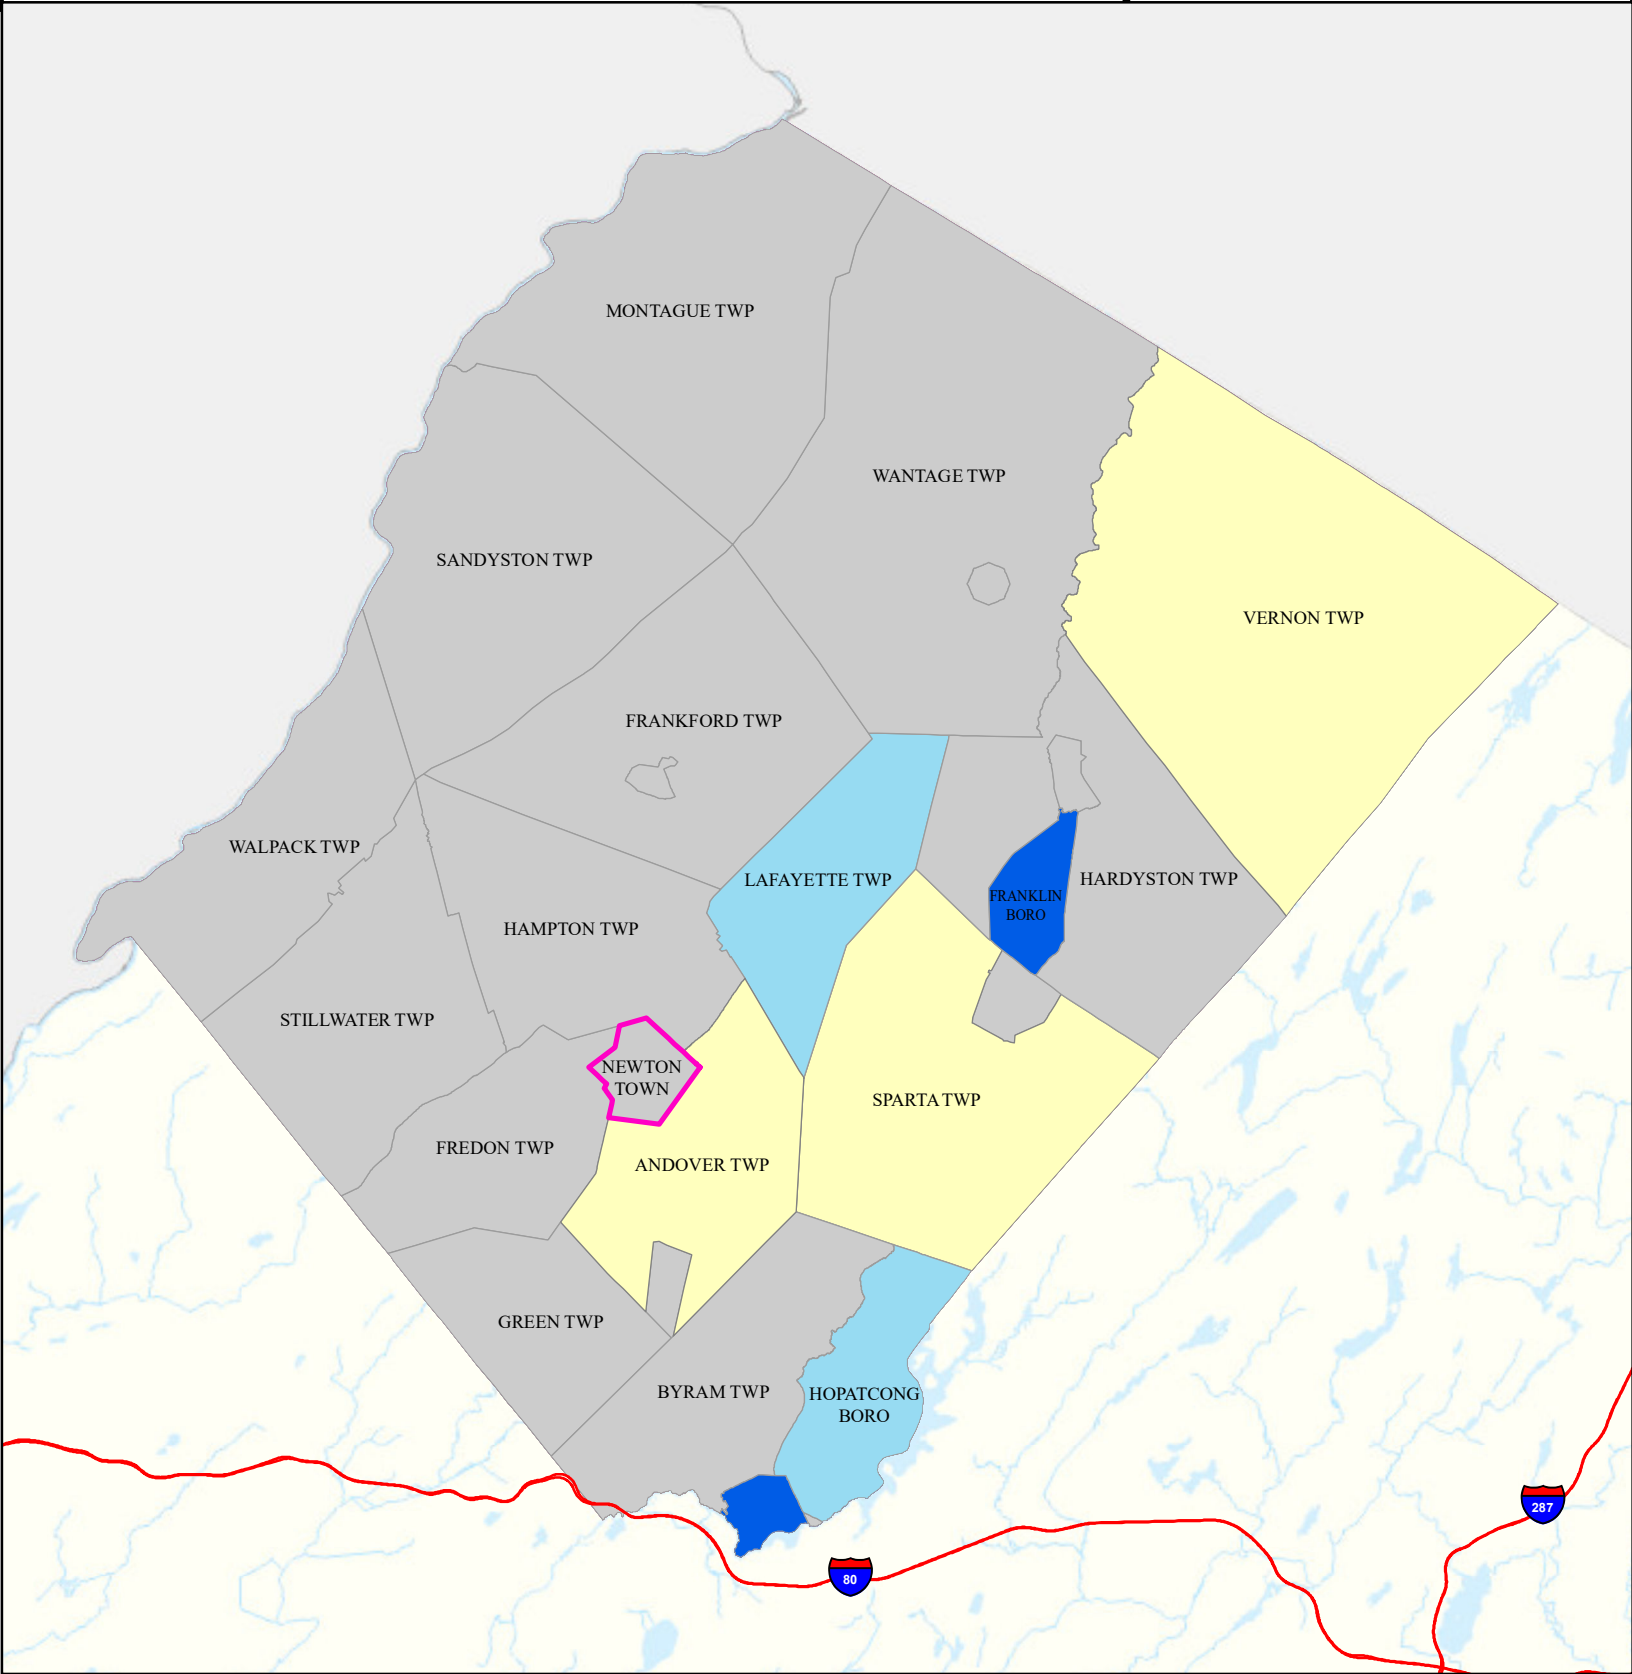 MONTAGUE TWP
WANTAGE TWP
SANDYSTON TWP
VERNON TWP
FRANKFORD TWP
WALPACK TWP
LAFAYETTE TWP
HARDYSTON TWP
FRANKLIN
BORO
HAMPTON TWP
STILLWATER TWP
NEWTON
TOWN
SPARTA TWP
FREDON TWP
ANDOVER TWP
GREEN TWP
BYRAM TWP
HOPATCONG
BORO
287
80